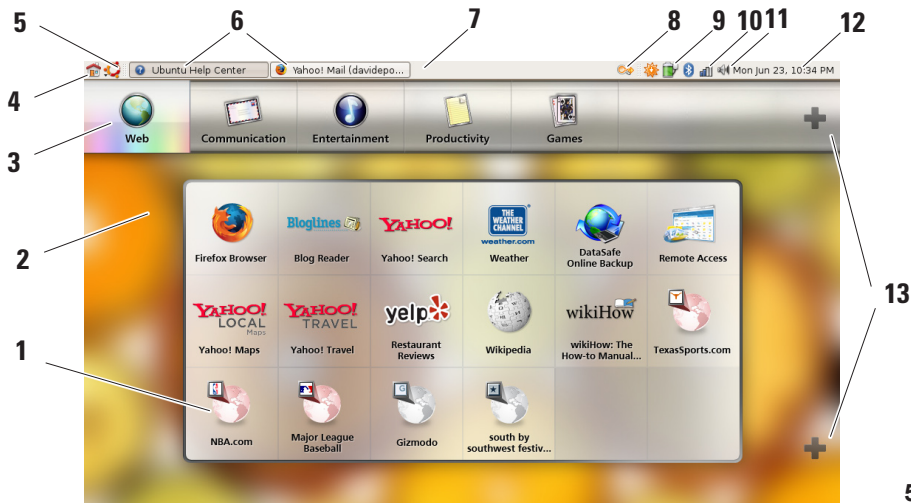 5
6
7
8
9
10
11
12
Ubuntu Help Center
Yahoo! Mail (davidepo...
Mon Jun 23, 10:34 PM
4
3
Web
Communication
Entertainment
Productivity
Games
2
Bloglines
YAHOO!
THE
WEATHER
CHANNEL
weather.com
Firefox Browser
Blog Reader
Yahoo! Search
Weather
DataSafe
Online Backup
Remote Access
13
YAHOO!
LOCAL
Maps
YAHOO!
TRAVEL
yelp
wikiHow
Yahoo! Maps
Yahoo! Travel
Restaurant
Reviews
Wikipedia
wikiHow: The
How-to Manual...
TexasSports.com
1
G
NBA.com
Major League
Baseball
Gizmodo
south by
southwest festiv...
5